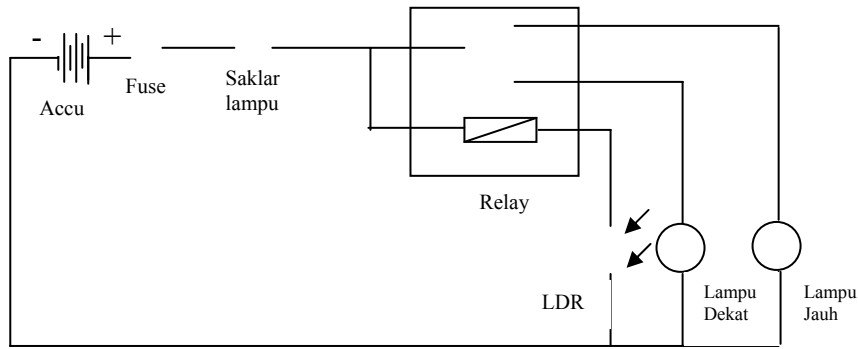 - +
Accu
Fuse
Saklar
lampu
Relay
LDR
Lampu
Dekat
Lampu
Jauh